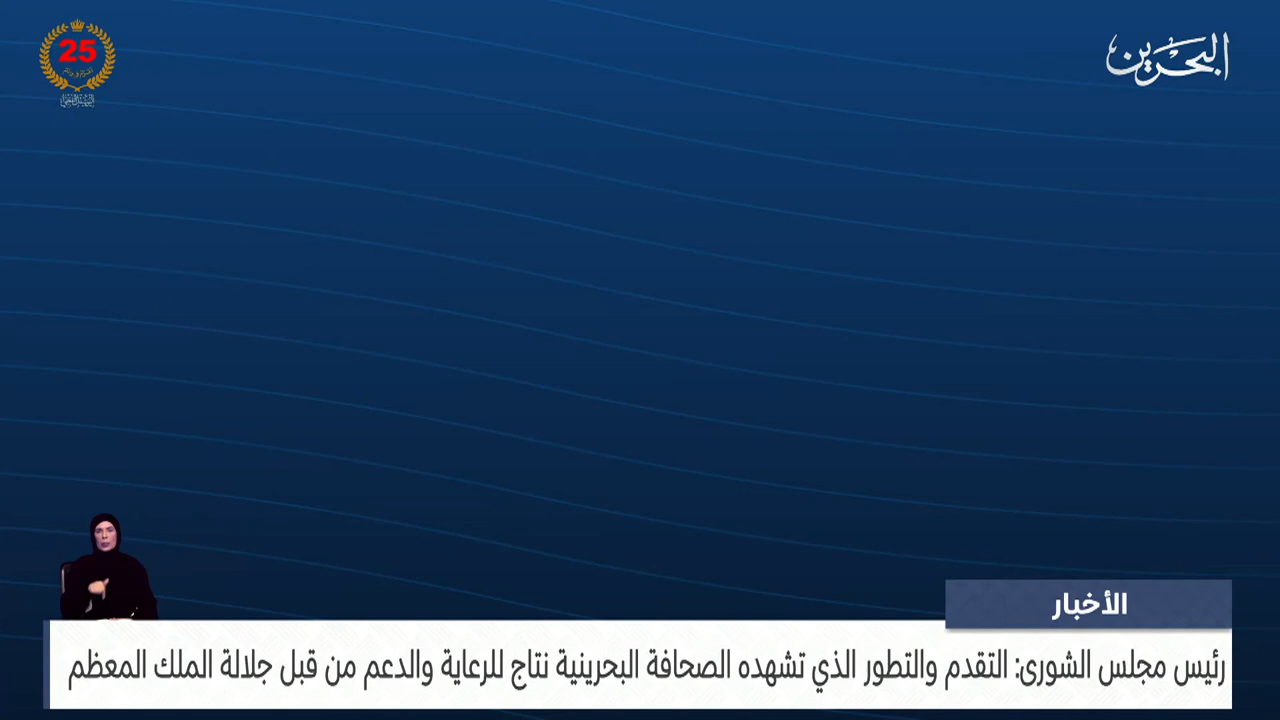 البحرين
25
الأخبار
رئيس مجلس الشورى: التقدم والتطور الذي تشهده الصحافة البحرينية نتاج للرعاية والدعم من قبل جلالة الملك المعظم